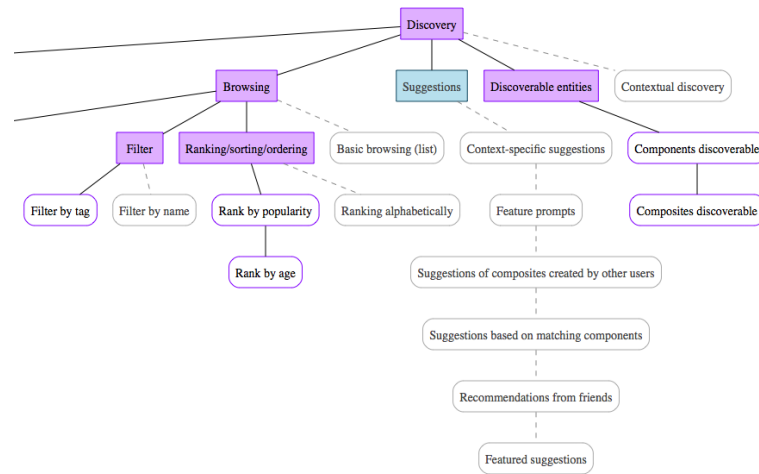 Discovery
Browsing
Suggestions
Discoverable entities
Contextual discovery
Filter
Ranking/sorting/ordering
Basic browsing (list)
Context-specific suggestions
Components discoverable
Filter by tag
Filter by name
Rank by popularity
Ranking alphabetically
Feature prompts
Composites discoverable
Rank by age
Suggestions of composites created by other users
Suggestions based on matching components
Recommendations from friends
Featured suggestions